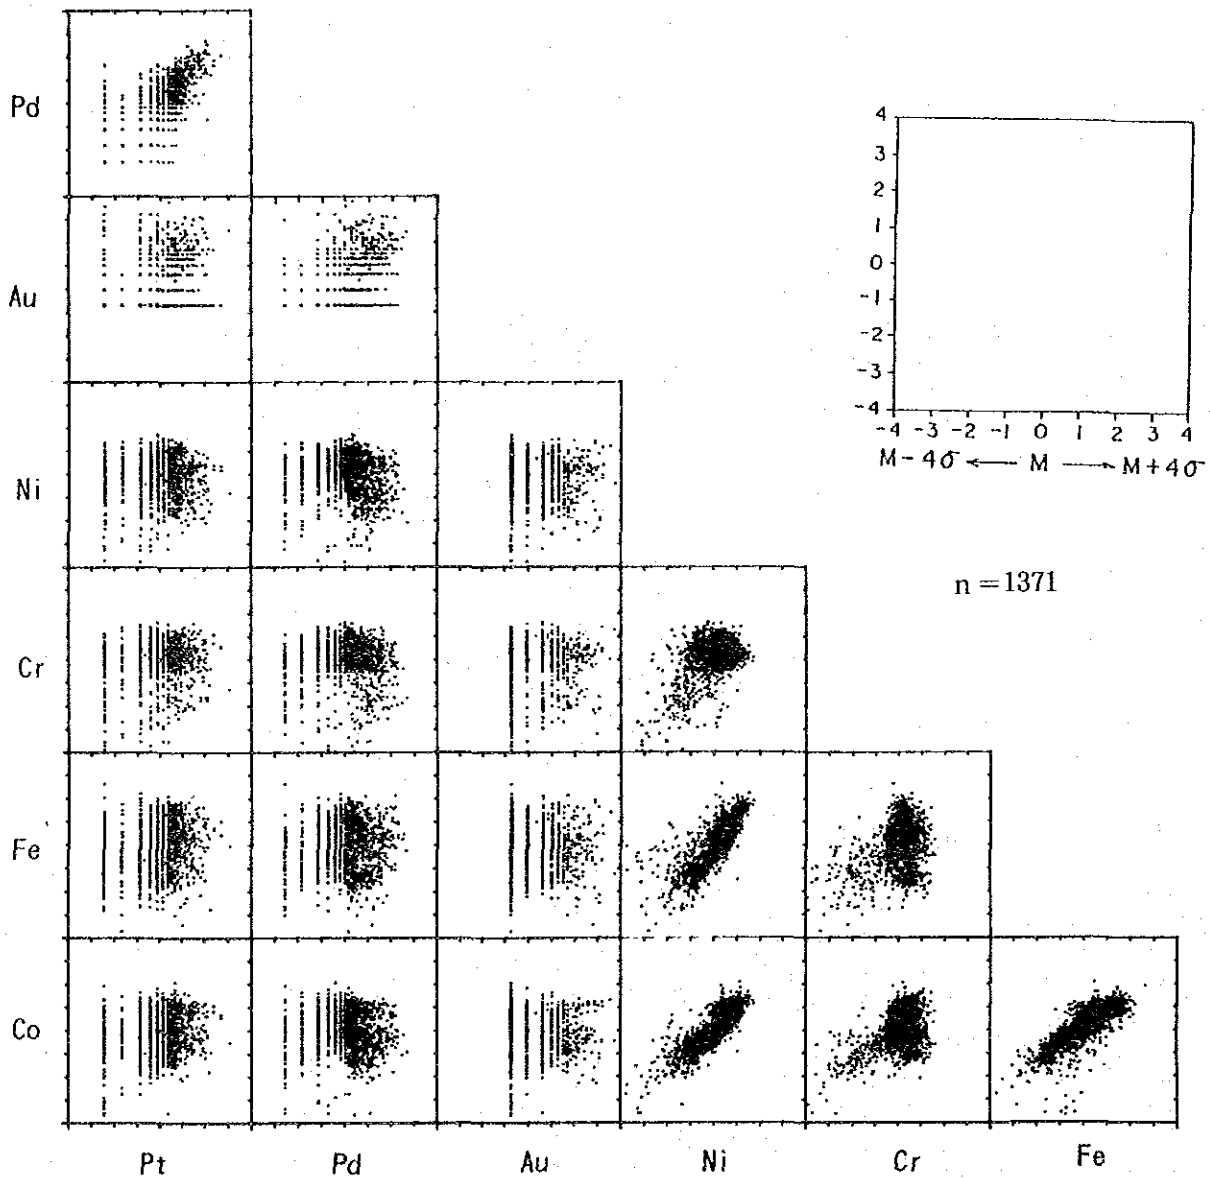 Pd
Au
Ni
Cr
Fe
Co
Pt Pd Au Ni Cr Fe
4
3
2
1
0
-1
-2
-3
-4
-4 -3 -2 -1 0 1 2 3 4
M-4σ ← M → M+4σ
n=1371